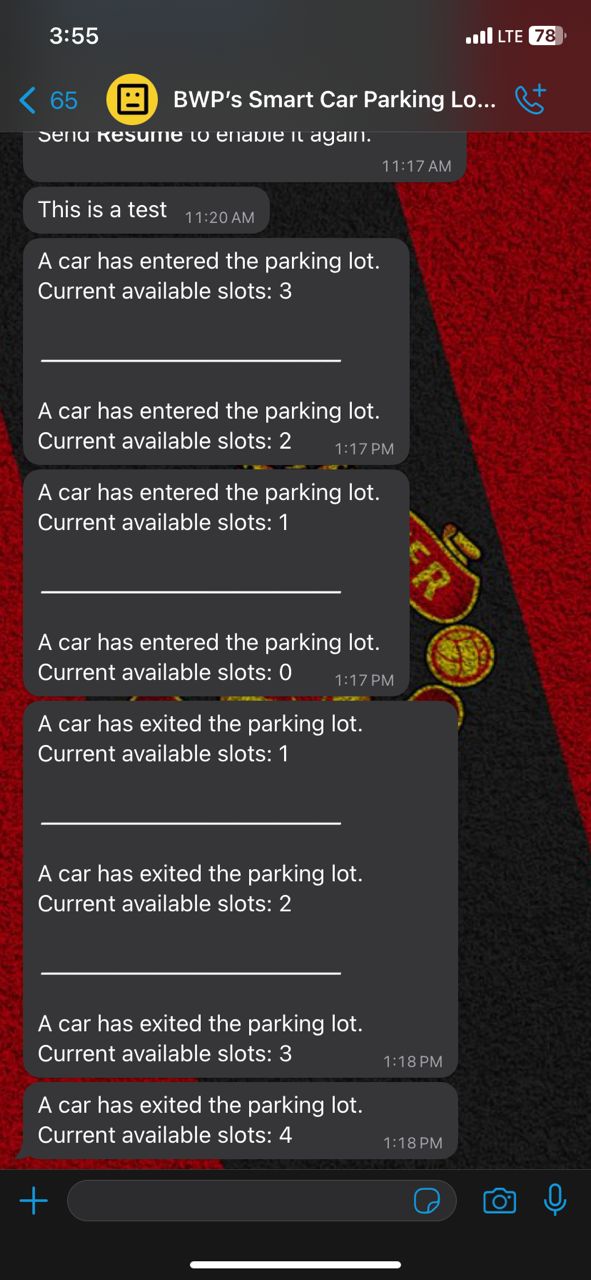 3:55
LTE 78
65
BWP’s Smart Car Parking Lo...
Send Resume to enable it again.
11:17 AM
This is a test
11:20 AM
A car has entered the parking lot.
Current available slots: 3
A car has entered the parking lot.
Current available slots: 2
1:17 PM
A car has entered the parking lot.
Current available slots: 1
A car has entered the parking lot.
Current available slots: 0
1:17 PM
A car has exited the parking lot.
Current available slots: 1
A car has exited the parking lot.
Current available slots: 2
A car has exited the parking lot.
Current available slots: 3
1:18 PM
A car has exited the parking lot.
Current available slots: 4
1:18 PM